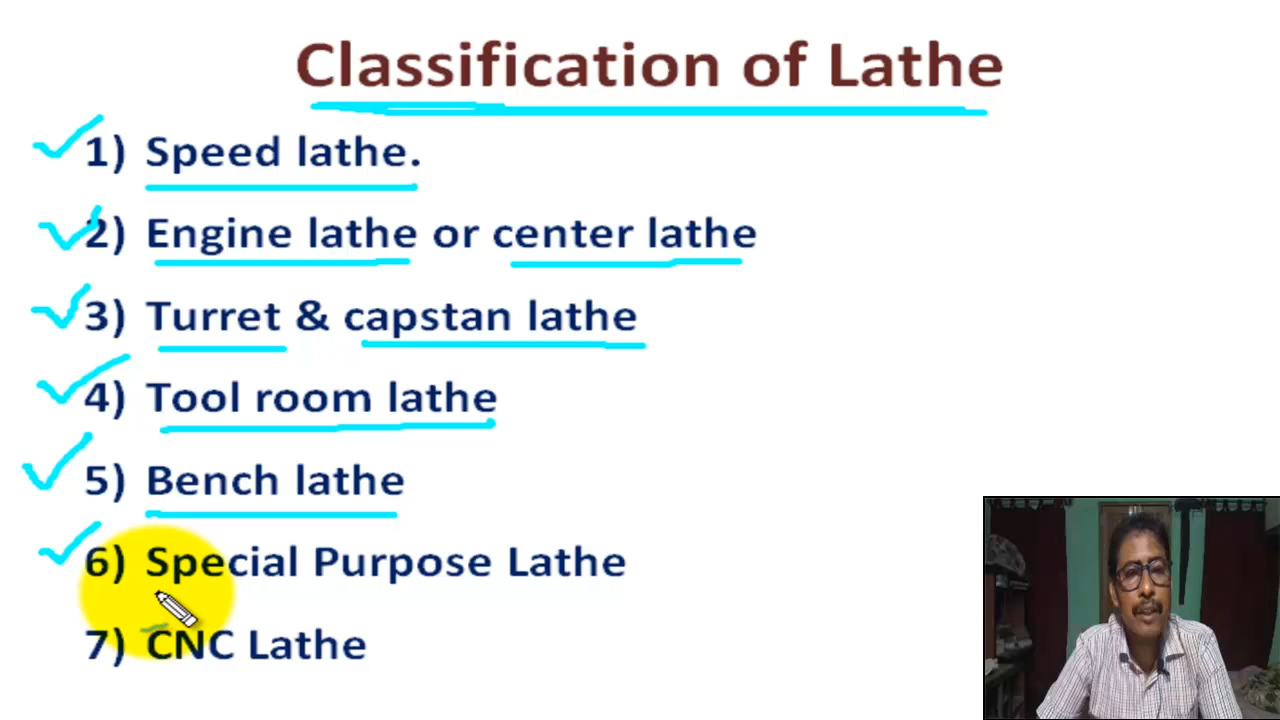 Classification of Lathe
1) Speed lathe.
2) Engine lathe or center lathe
3) Turret & capstan lathe
4) Tool room lathe
5) Bench lathe
6) Special Purpose Lathe
7) CNC Lathe